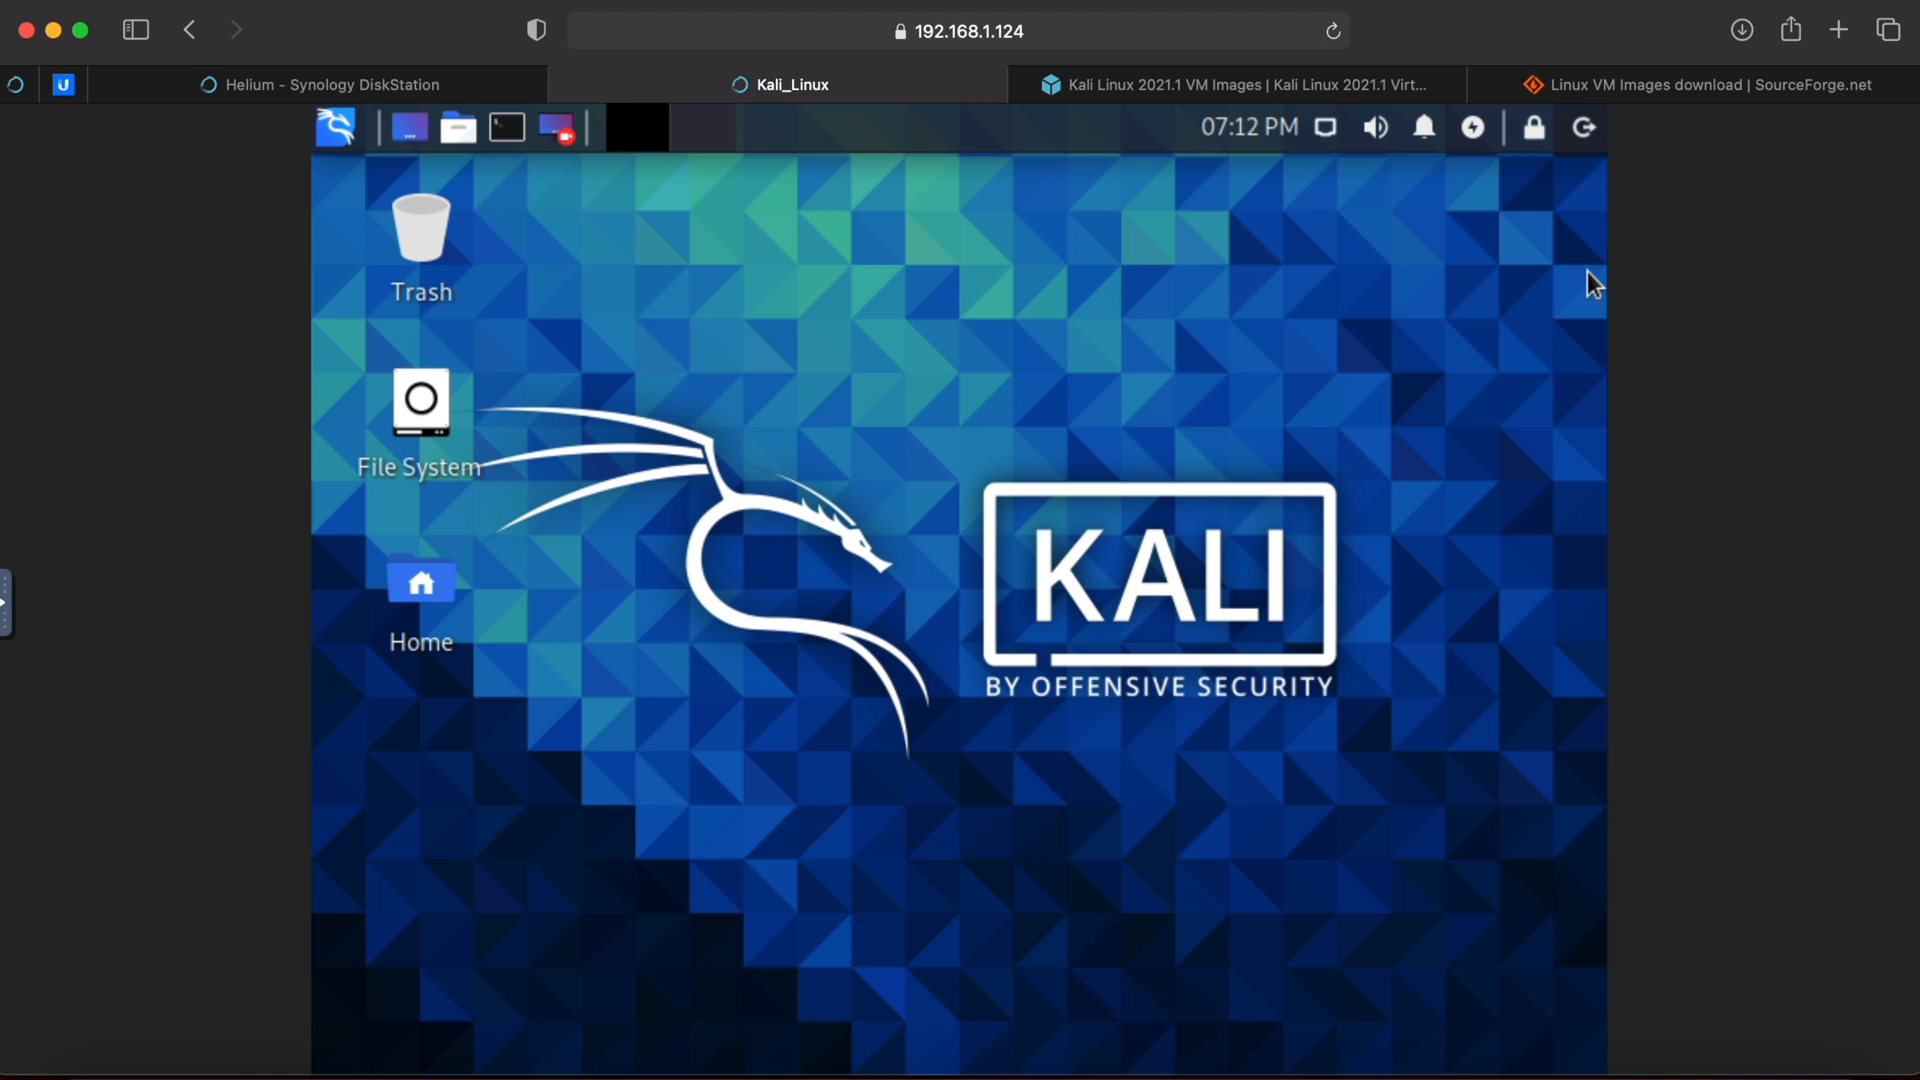 192.168.1.124
Helium - Synology DiskStation
Kali_Linux
Kali Linux 2021.1 VM Images | Kali Linux 2021.1 Virt...
Linux VM Images download | SourceForge.net
07:12 PM
Trash
File System
Home
KALI
BY OFFENSIVE SECURITY